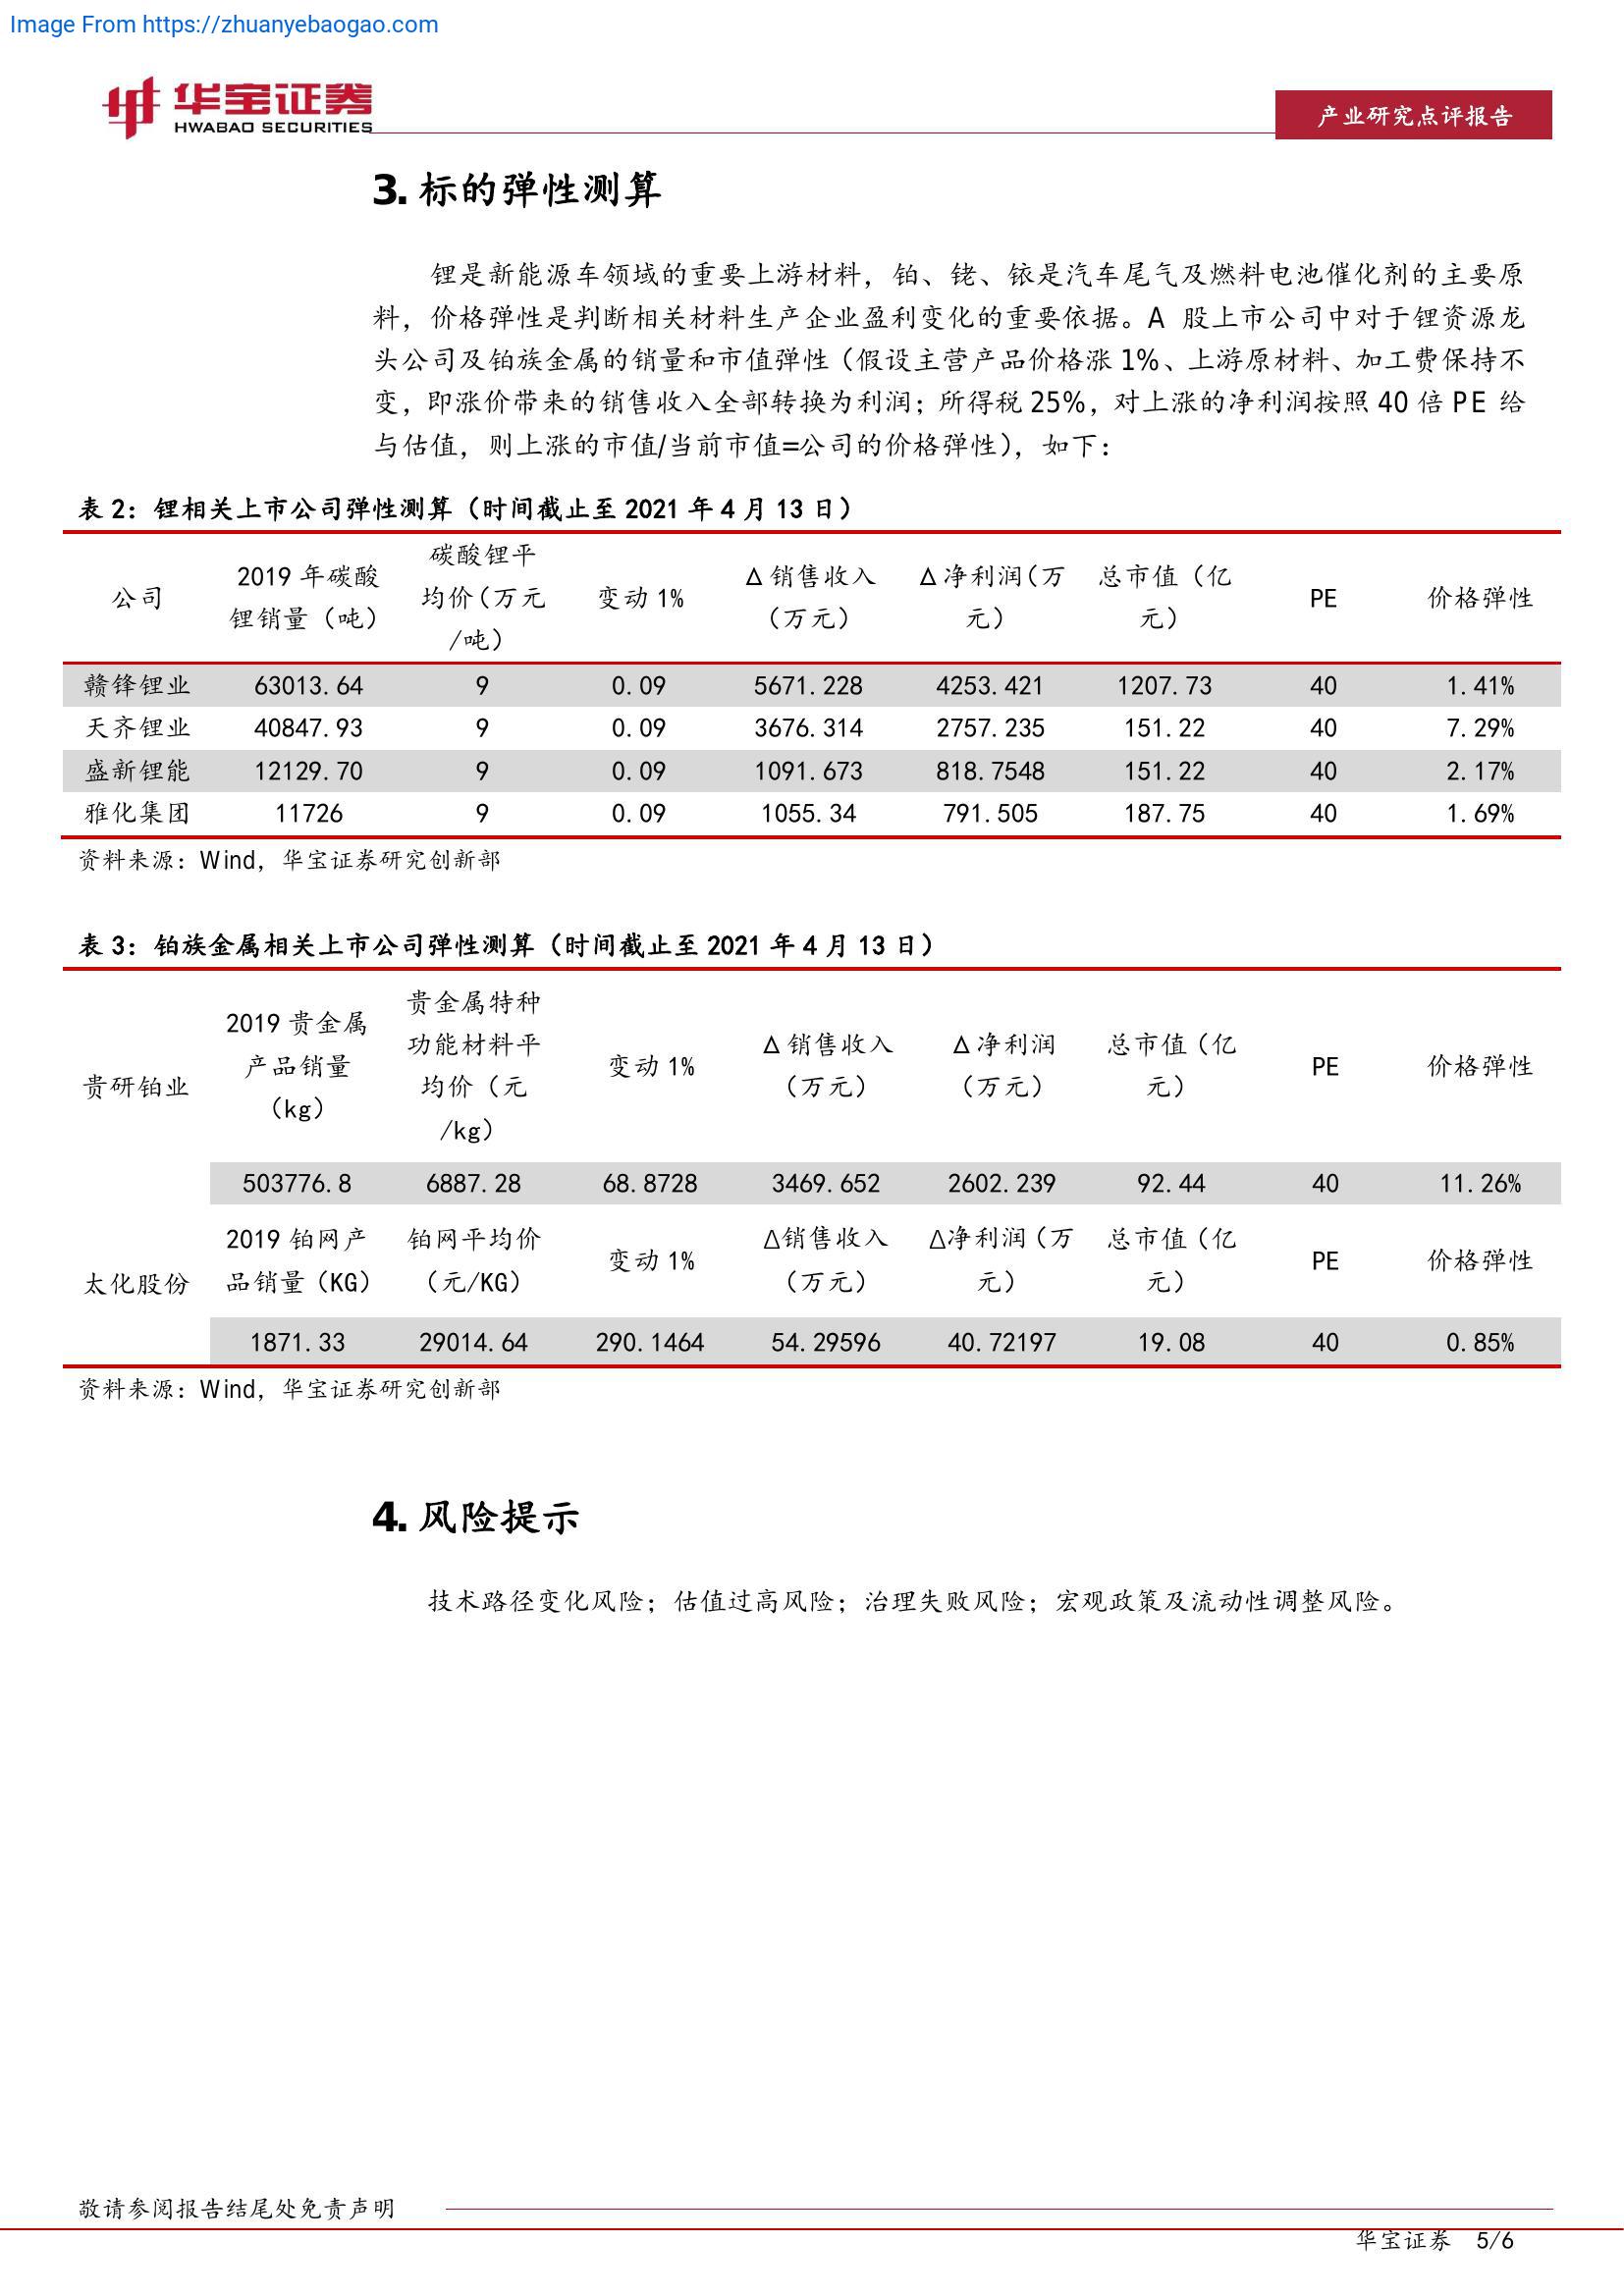 Image From https://zhuanyebaogao.com
华宝证券
HWABAO SECURITIES
产业研究点评报告
3. 标的弹性测算
锂是新能源车领域的重要上游材料，铂、铑、铱是汽车尾气及燃料电池催化剂的主要原
料，价格弹性是判断相关材料生产企业盈利变化的重要依据。A 股上市公司中对于锂资源龙
头公司及铂族金属的销量和市值弹性（假设主营产品价格涨 1%、上游原材料、加工费保持不
变，即涨价带来的销售收入全部转换为利润；所得税 25%，对上涨的净利润按照 40 倍 PE 给
与估值，则上涨的市值/当前市值=公司的价格弹性），如下：
表 2：锂相关上市公司弹性测算（时间截止至 2021 年 4 月 13 日）
公司 2019 年碳酸锂销量（吨） 碳酸锂平均价（万元/吨） 变动 1% Δ 销售收入（万元） Δ 净利润（万元） 总市值（亿元） PE 价格弹性
赣锋锂业 63013.64 9 0.09 5671.228 4253.421 1207.73 40 1.41%
天齐锂业 40847.93 9 0.09 3676.314 2757.235 151.22 40 7.29%
盛新锂能 12129.70 9 0.09 1091.673 818.7548 151.22 40 2.17%
雅化集团 11726 9 0.09 1055.34 791.505 187.75 40 1.69%
资料来源：Wind，华宝证券研究创新部
表 3：铂族金属相关上市公司弹性测算（时间截止至 2021 年 4 月 13 日）
贵研铂业 2019 贵金属产品销量（kg） 贵金属特种功能材料平均价（元/kg） 变动 1% Δ 销售收入（万元） Δ 净利润（万元） 总市值（亿元） PE 价格弹性
503776.8 6887.28 68.8728 3469.652 2602.239 92.44 40 11.26%
太化股份 2019 铂网产品销量（KG） 铂网平均价（元/KG） 变动 1% Δ销售收入（万元） Δ净利润（万元） 总市值（亿元） PE 价格弹性
1871.33 29014.64 290.1464 54.29596 40.72197 19.08 40 0.85%
资料来源：Wind，华宝证券研究创新部
4. 风险提示
技术路径变化风险；估值过高风险；治理失败风险；宏观政策及流动性调整风险。
敬请参阅报告结尾处免责声明
华宝证券 5/6